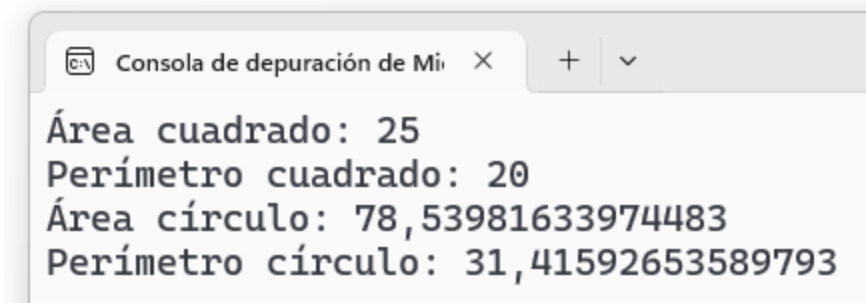 Consola de depuración de Mi
Área cuadrado: 25
Perímetro cuadrado: 20
Área círculo: 78,53981633974483
Perímetro círculo: 31,41592653589793